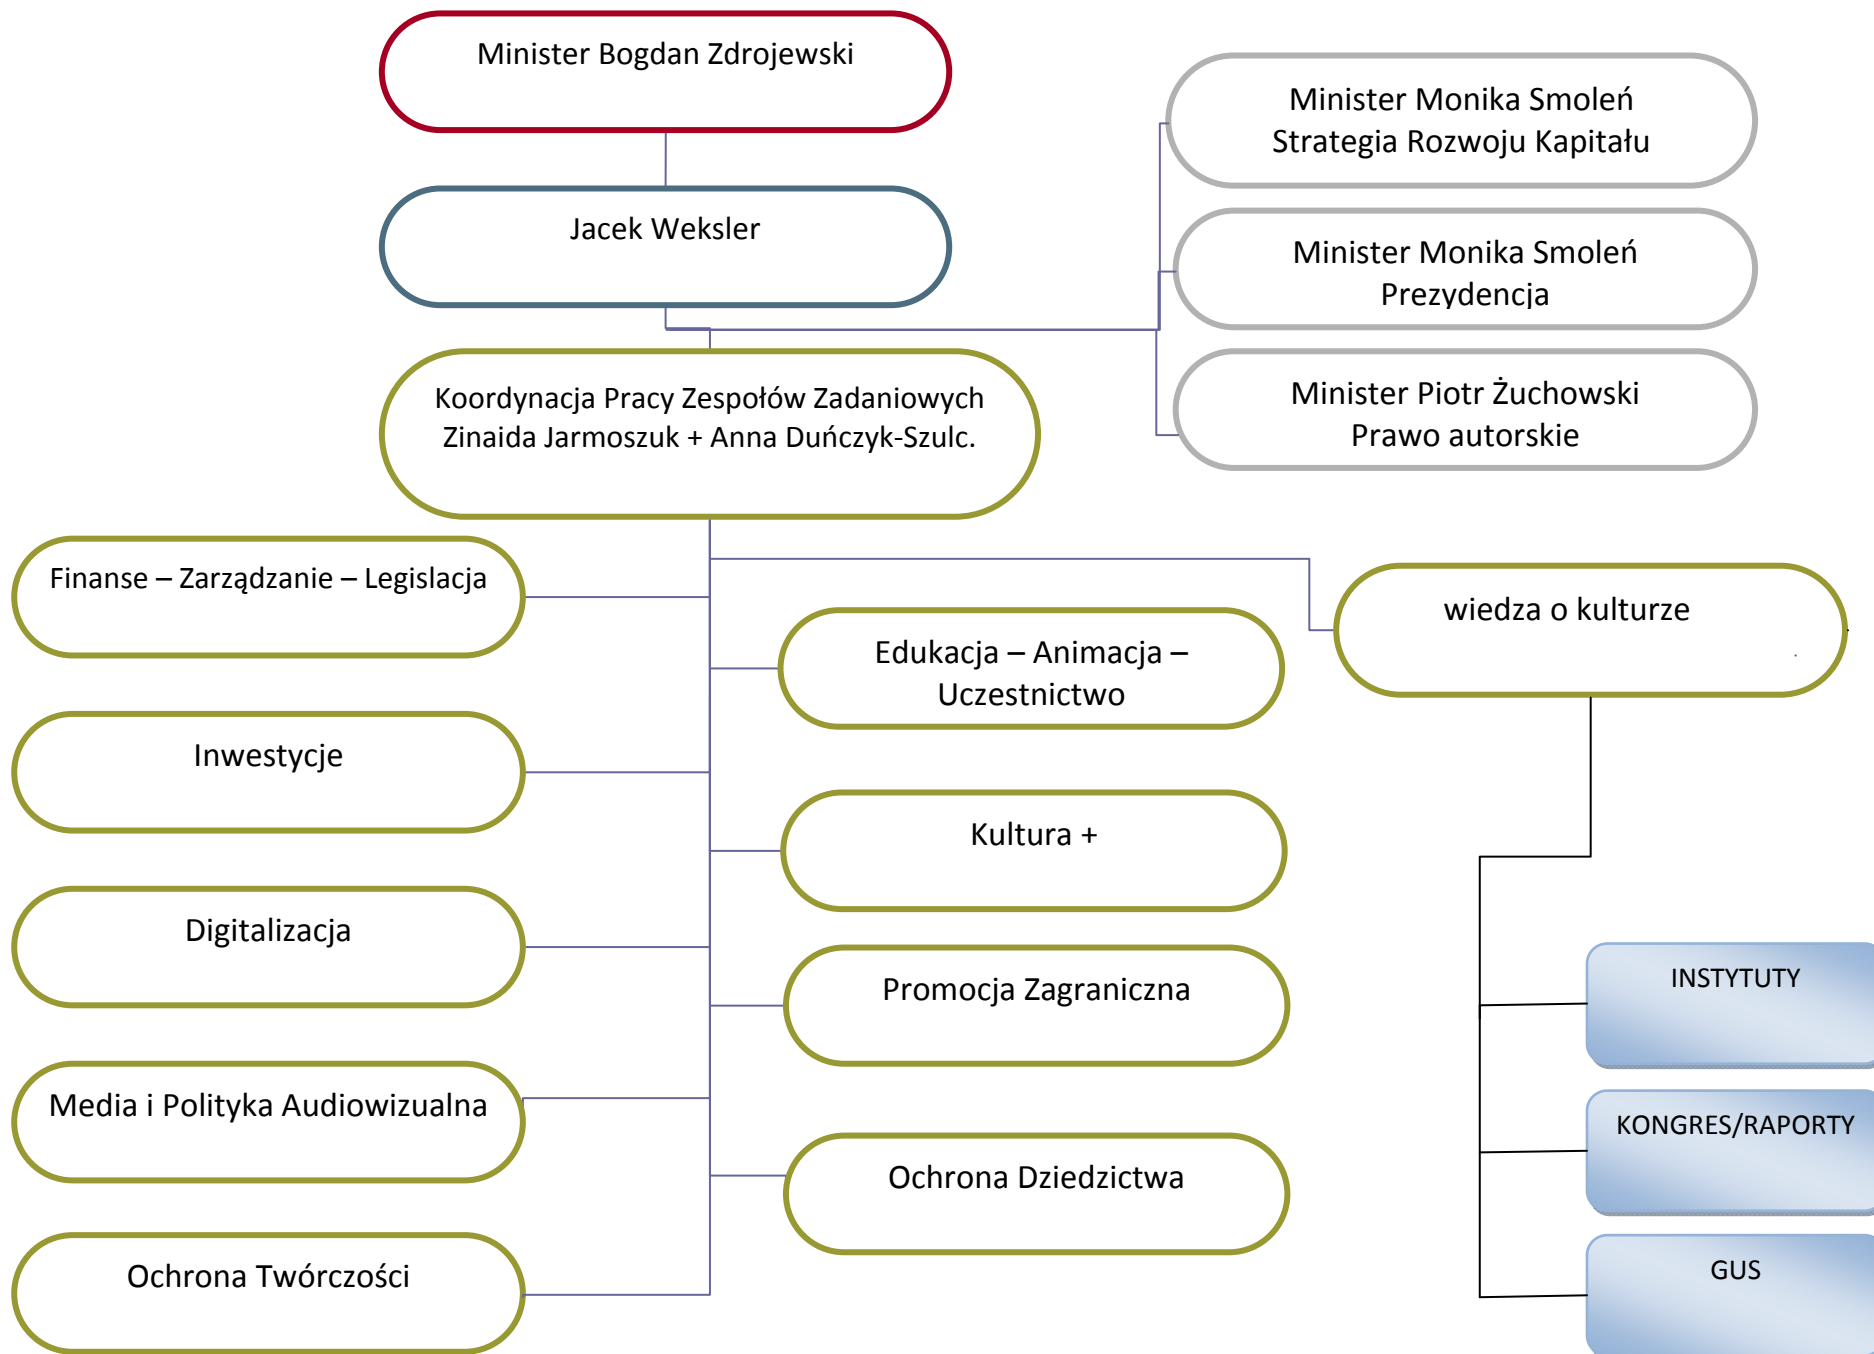 Minister Bogdan Zdrojewski
Jacek Weksler
Minister Monika Smoleń
Strategia Rozwoju Kapitału
Minister Monika Smoleń
Prezydencja
Minister Piotr Żuchowski
Prawo autorskie
Koordynacja Pracy Zespołów Zadaniowych
Zinaida Jarmoszuk + Anna Duńczyk-Szulc.
Finanse – Zarządzanie – Legislacja
Inwestycje
Digitalizacja
Media i Polityka Audiowizualna
Ochrona Twórczości
Edukacja – Animacja –
Uczestnictwo
Kultura +
Promocja Zagraniczna
Ochrona Dziedzictwa
wiedza o kulturze
INSTYTUTY
KONGRES/RAPORTY
GUS